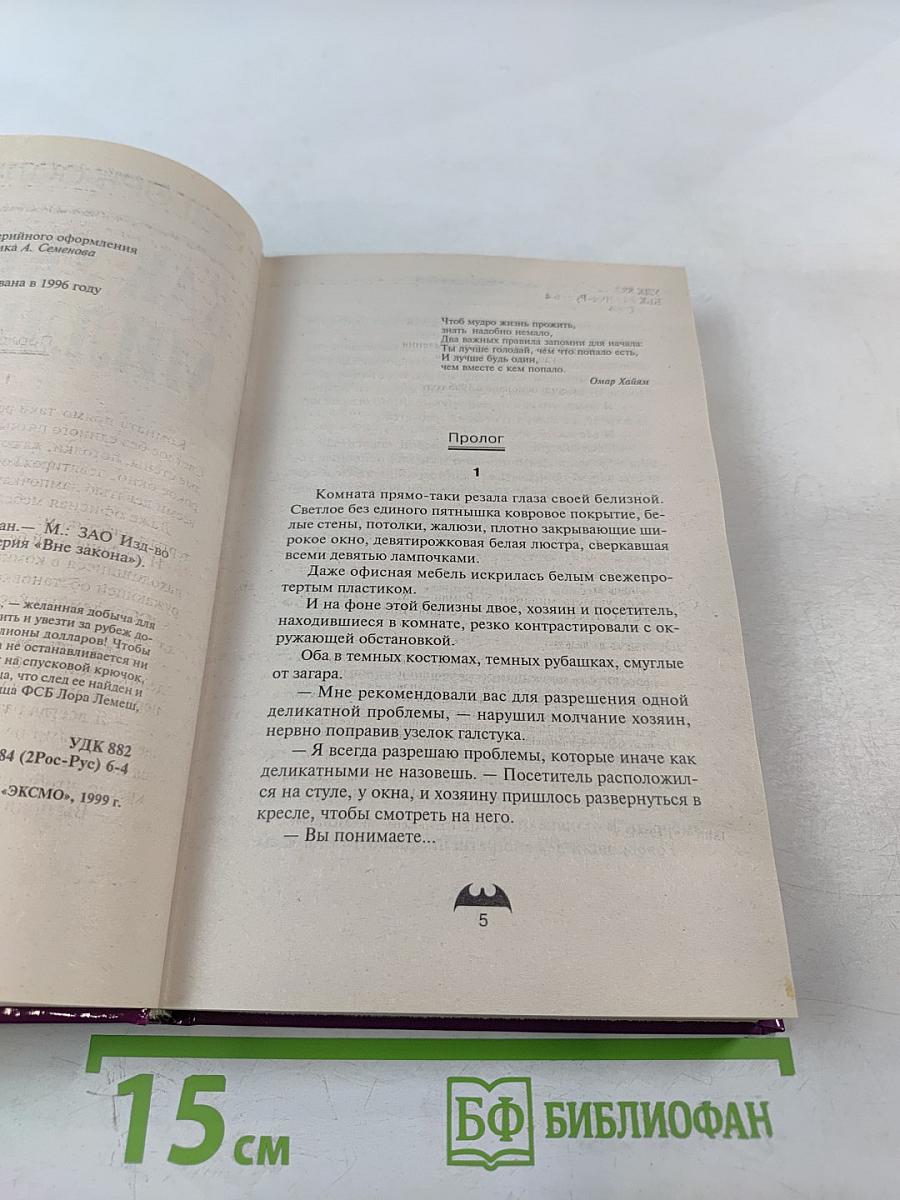 ерийного оформления
ика А. Семенова
вана в 1996 году
ан.— М.: ЗАО Изд-во
ерия «Вне закона»).
, — желанная добыча для
ить и увезти за рубеж до-
лионы долларов! Чтобы
а не останавливается ни
на спусковой крючок,
ца, что след ее найден и
ица ФСБ Лора Лемеш,
УДК 882
84 (2Рос-Рус) 6-4
«ЭКСМО», 1999 г.
Чтоб мудро жизнь прожить,
знать надобно немало,
Два важных правила запомни для начала:
Ты лучше голодай, чем что попало есть,
И лучше будь один,
чем вместе с кем попало.
Омар Хайям
Пролог
1
Комната прямо-таки резала глаза своей белизной.
Светлое без единого пятнышка ковровое покрытие, бе-
лые стены, потолки, жалюзи, плотно закрывающие ши-
рокое окно, девятирожковая белая люстра, сверкавшая
всеми девятью лампочками.
Даже офисная мебель искрилась белым свежепро-
тертым пластиком.
И на фоне этой белизны двое, хозяин и посетитель,
находившиеся в комнате, резко контрастировали с ок-
ружающей обстановкой.
Оба в темных костюмах, темных рубашках, смуглые
от загара.
— Мне рекомендовали вас для разрешения одной
деликатной проблемы, — нарушил молчание хозяин,
нервно поправив узелок галстука.
— Я всегда разрешаю проблемы, которые иначе как
деликатными не назовешь. — Посетитель расположил-
ся на стуле, у окна, и хозяину пришлось развернуться в
кресле, чтобы смотреть на него.
— Вы понимаете...
5
15 см
БФ БИБЛИОФАН